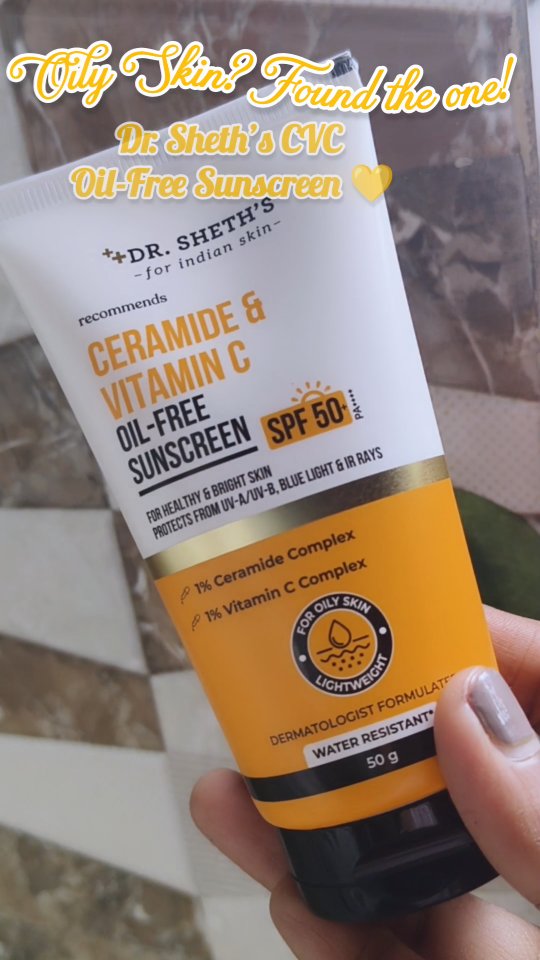 Oily Skin? Found the one!
Dr. Sheth's CVC
Oil-Free Sunscreen 💛
DR. SHETH'S
-for indian skin-
recommends
CERAMIDE &
VITAMIN C
OIL-FREE
SUNSCREEN
SPF 50+
PA++++
FOR HEALTHY & BRIGHT SKIN
PROTECTS FROM UV-A/UV-B, BLUE LIGHT & IR RAYS
1% Ceramide Complex
1% Vitamin C Complex
FOR OILY SKIN
LIGHTWEIGHT
DERMATOLOGIST FORMULATED
WATER RESISTANT*
50 g